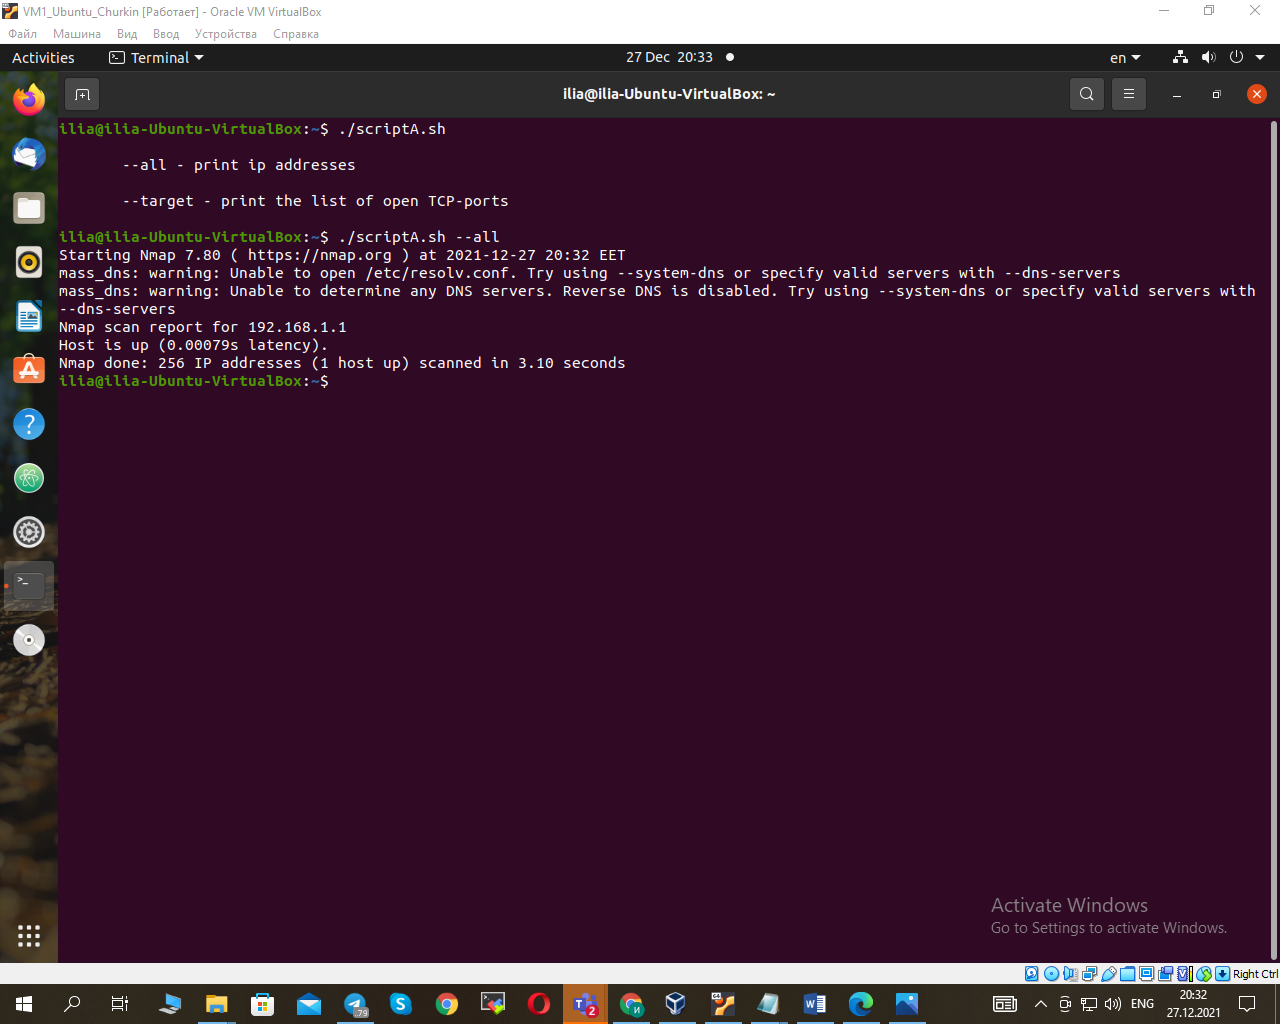 VM1_Ubuntu_Churkin [Работает] - Oracle VM VirtualBox
Файл Машина Вид Ввод Устройства Справка
Activities Terminal 27 Dec 20:33 en
ilia@ilia-Ubuntu-VirtualBox: ~
ilia@ilia-Ubuntu-VirtualBox:~$ ./scriptA.sh
--all - print ip addresses
--target - print the list of open TCP-ports
ilia@ilia-Ubuntu-VirtualBox:~$ ./scriptA.sh --all
Starting Nmap 7.80 ( https://nmap.org ) at 2021-12-27 20:32 EET
mass_dns: warning: Unable to open /etc/resolv.conf. Try using --system-dns or specify valid servers with --dns-servers
mass_dns: warning: Unable to determine any DNS servers. Reverse DNS is disabled. Try using --system-dns or specify valid servers with
--dns-servers
Nmap scan report for 192.168.1.1
Host is up (0.00079s latency).
Nmap done: 256 IP addresses (1 host up) scanned in 3.10 seconds
ilia@ilia-Ubuntu-VirtualBox:~$
Activate Windows
Go to Settings to activate Windows.
Right Ctrl
ENG 20:32
27.12.2021